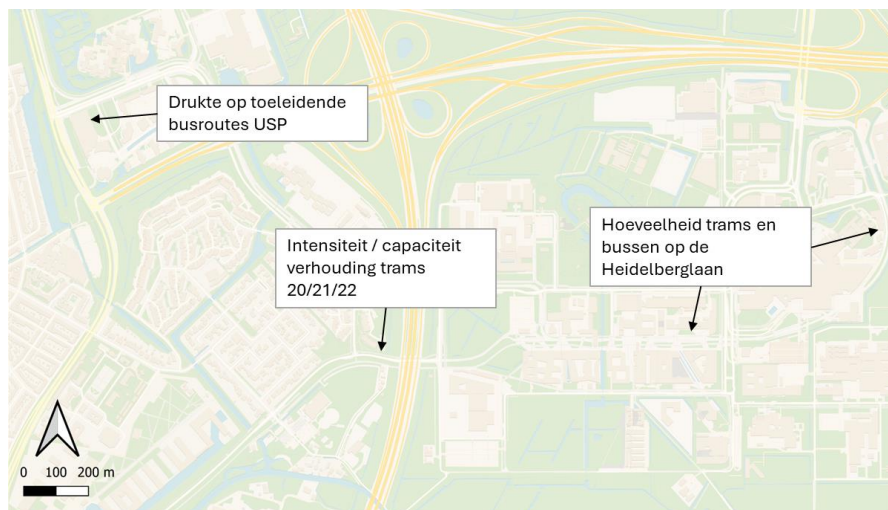 Drukte op toeleidende
busroutes USP
Intensiteit / capaciteit
verhouding trams
20/21/22
Hoeveelheid trams en
bussen op de
Heidelberglaan
0 100 200 m